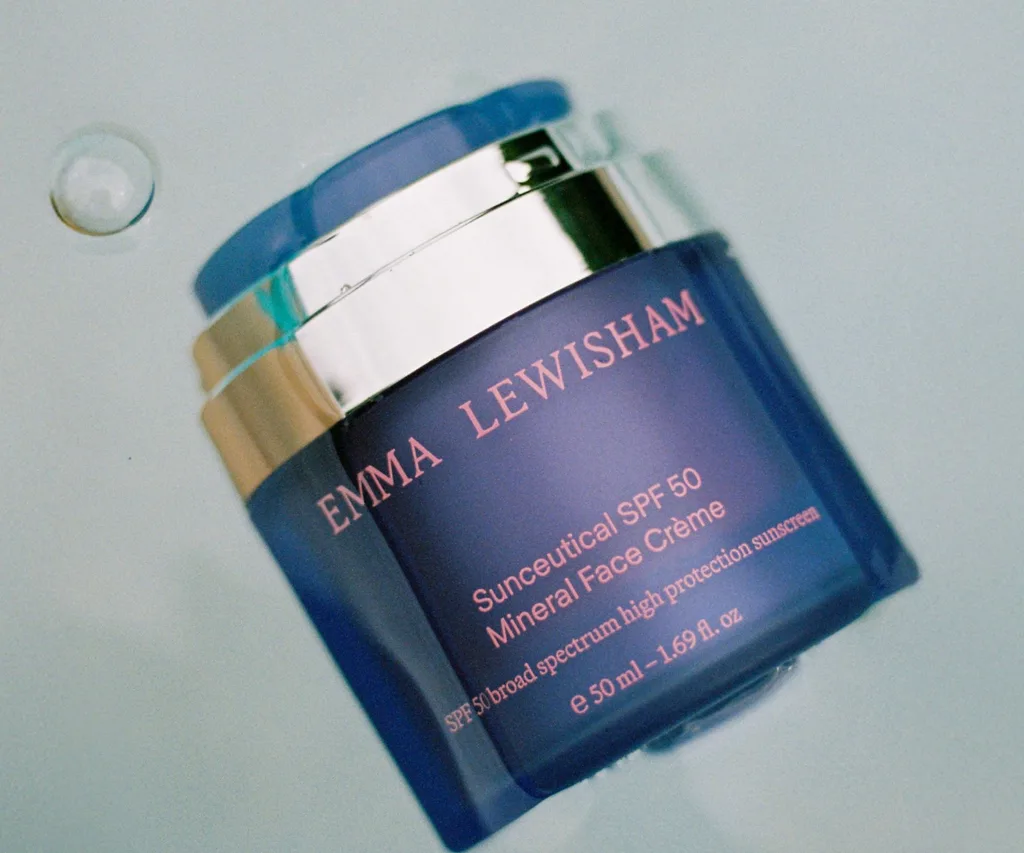 EMMA LEWISHAM
Sunceutical SPF 50
Mineral Face Crème
SPF 50 broad spectrum high protection sunscreen
℮ 50 ml – 1.69 fl. oz